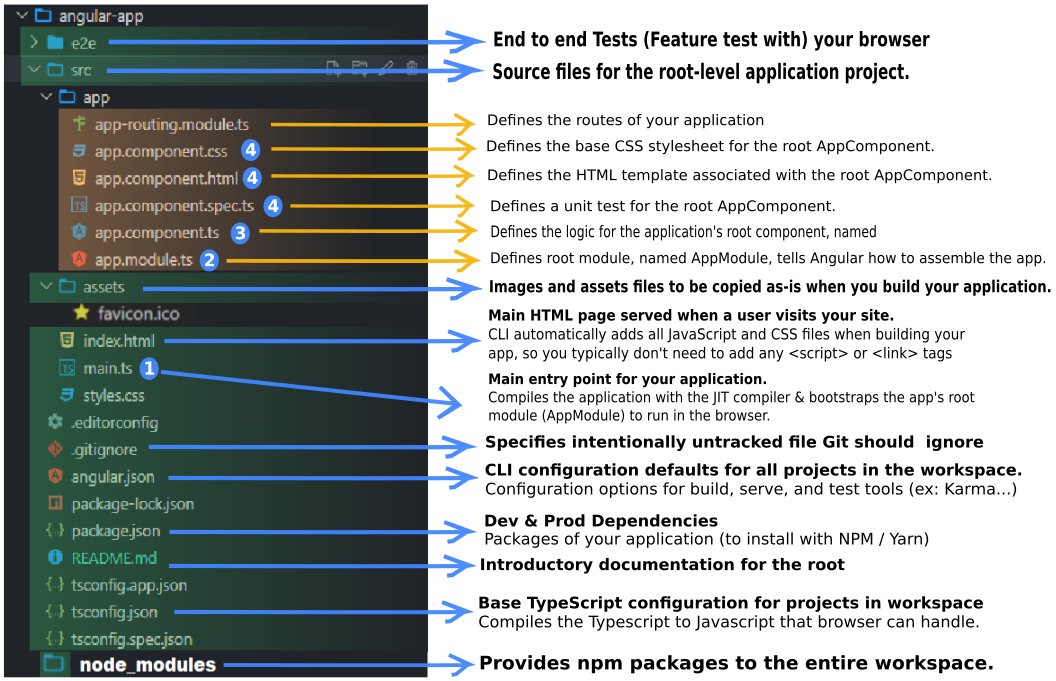 angular-app
e2e End to end Tests (Feature test with) your browser
src Source files for the root-level application project.
app
app-routing.module.ts Defines the routes of your application
app.component.css 4 Defines the base CSS stylesheet for the root AppComponent.
app.component.html 4 Defines the HTML template associated with the root AppComponent.
app.component.spec.ts 4 Defines a unit test for the root AppComponent.
app.component.ts 3 Defines the logic for the application's root component, named
app.module.ts 2 Defines root module, named AppModule, tells Angular how to assemble the app.
assets Images and assets files to be copied as-is when you build your application.
favicon.ico
Main HTML page served when a user visits your site.
index.html CLI automatically adds all JavaScript and CSS files when building your
app, so you typically don't need to add any <script> or <link> tags
main.ts 1 Main entry point for your application.
Compiles the application with the JIT compiler & bootstraps the app's root
module (AppModule) to run in the browser.
styles.css
.editorconfig
.gitignore Specifies intentionally untracked file Git should ignore
angular.json CLI configuration defaults for all projects in the workspace.
Configuration options for build, serve, and test tools (ex: Karma...)
package-lock.json
package.json Dev & Prod Dependencies
Packages of your application (to install with NPM / Yarn)
README.md Introductory documentation for the root
tsconfig.app.json
tsconfig.json Base TypeScript configuration for projects in workspace
Compiles the Typescript to Javascript that browser can handle.
tsconfig.spec.json
node_modules Provides npm packages to the entire workspace.